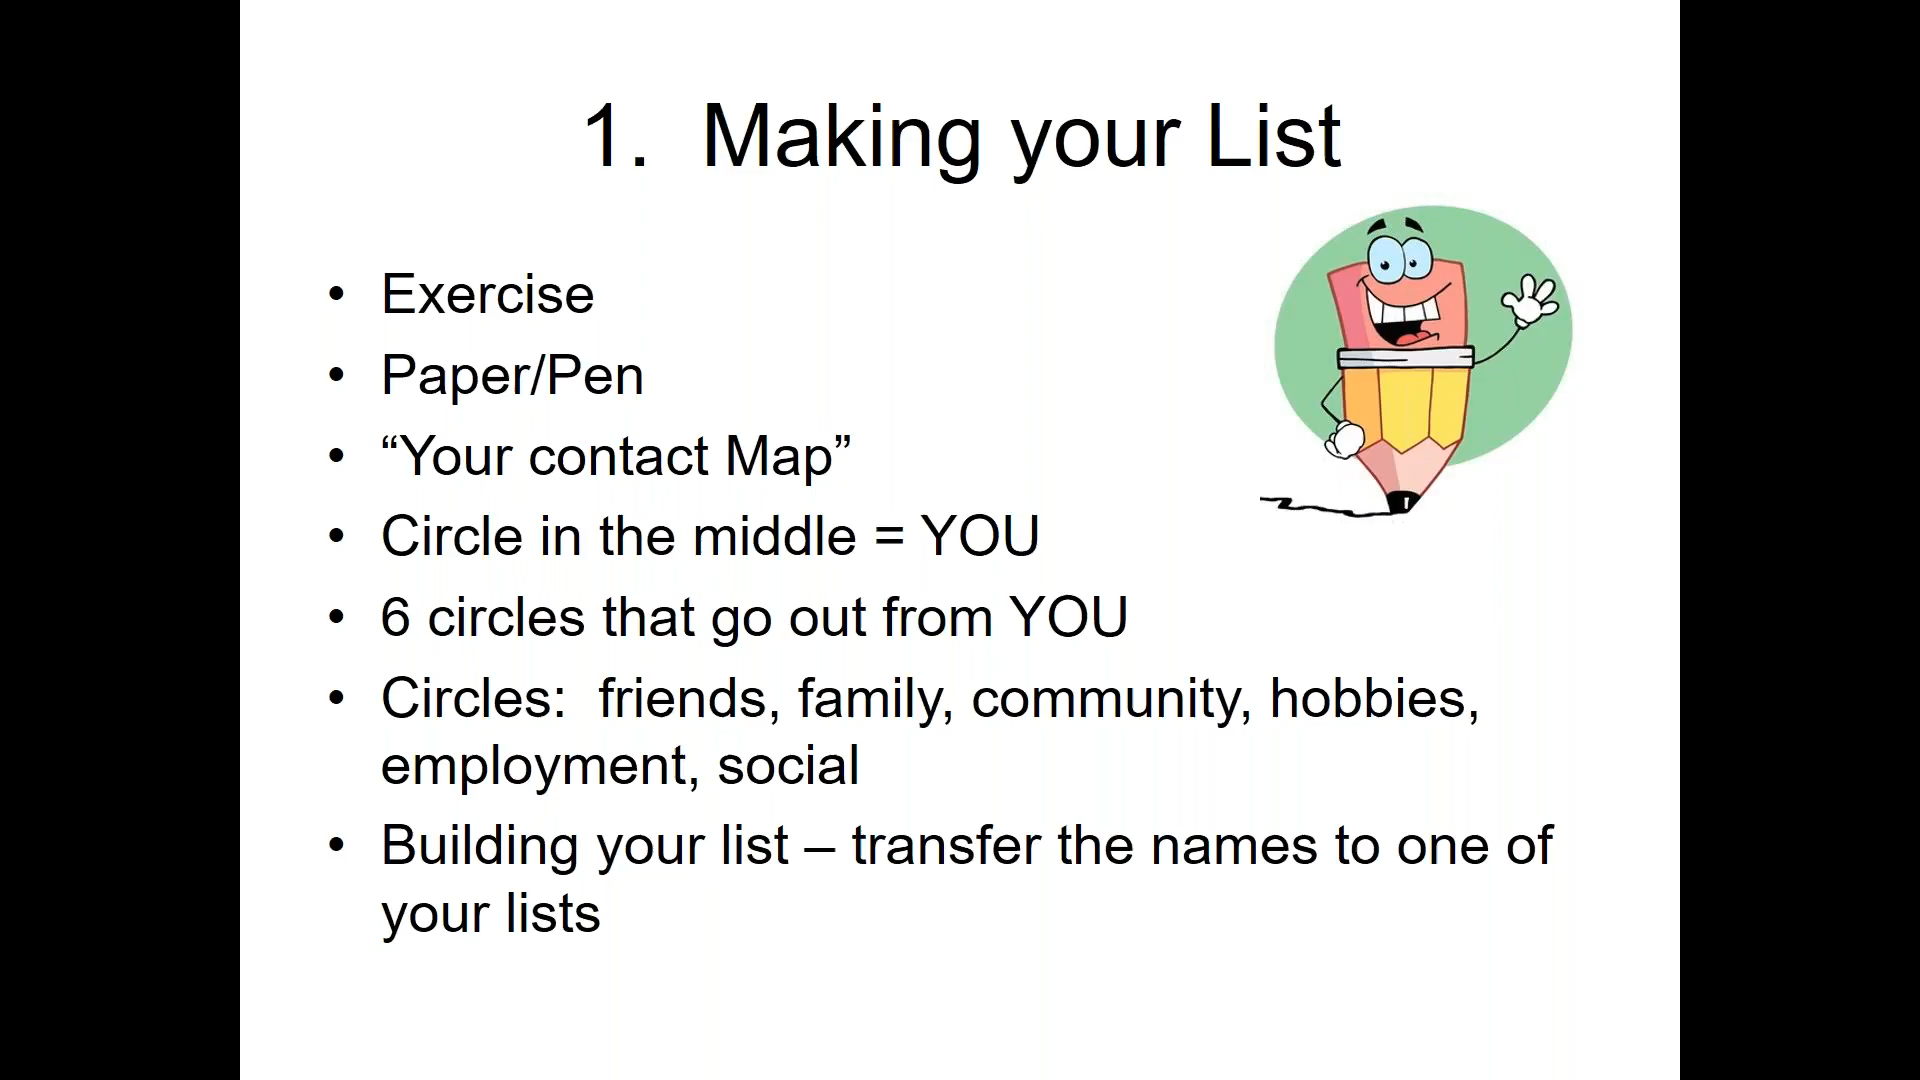 1.  Making your List
• Exercise
• Paper/Pen
• “Your contact Map”
• Circle in the middle = YOU
• 6 circles that go out from YOU
• Circles:  friends, family, community, hobbies,
employment, social
• Building your list – transfer the names to one of
your lists